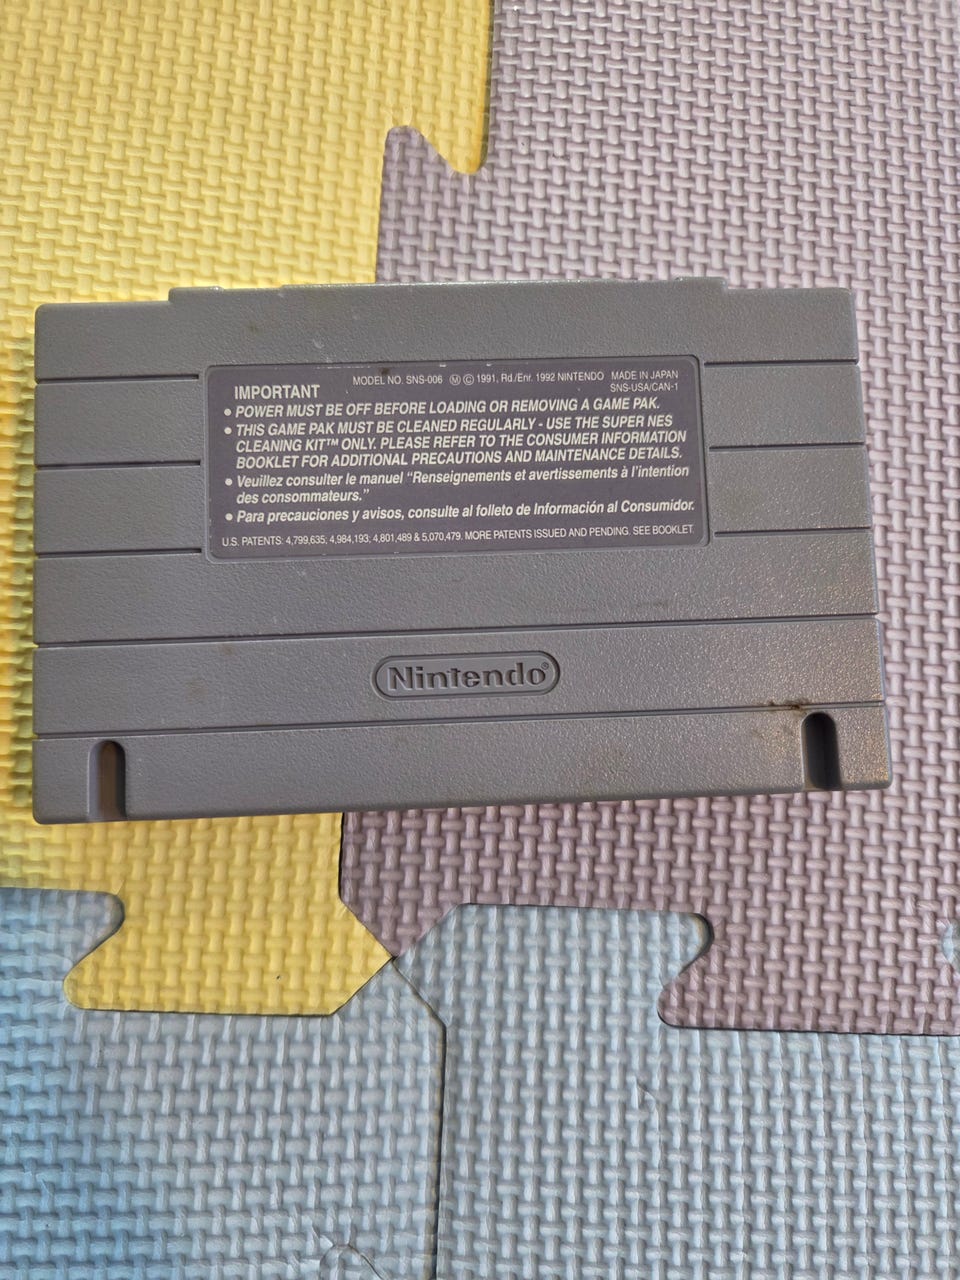 MODEL NO. SNS-006 Ⓜ © 1991, Rd./Enr. 1992 NINTENDO MADE IN JAPAN
SNS-USA/CAN-1
IMPORTANT
• POWER MUST BE OFF BEFORE LOADING OR REMOVING A GAME PAK.
• THIS GAME PAK MUST BE CLEANED REGULARLY - USE THE SUPER NES
CLEANING KIT™ ONLY. PLEASE REFER TO THE CONSUMER INFORMATION
BOOKLET FOR ADDITIONAL PRECAUTIONS AND MAINTENANCE DETAILS.
• Veuillez consulter le manuel “Renseignements et avertissements à l'intention
des consommateurs.”
• Para precauciones y avisos, consulte al folleto de Información al Consumidor.
U.S. PATENTS: 4,799,635; 4,984,193; 4,801,489 & 5,070,479. MORE PATENTS ISSUED AND PENDING. SEE BOOKLET.
Nintendo®